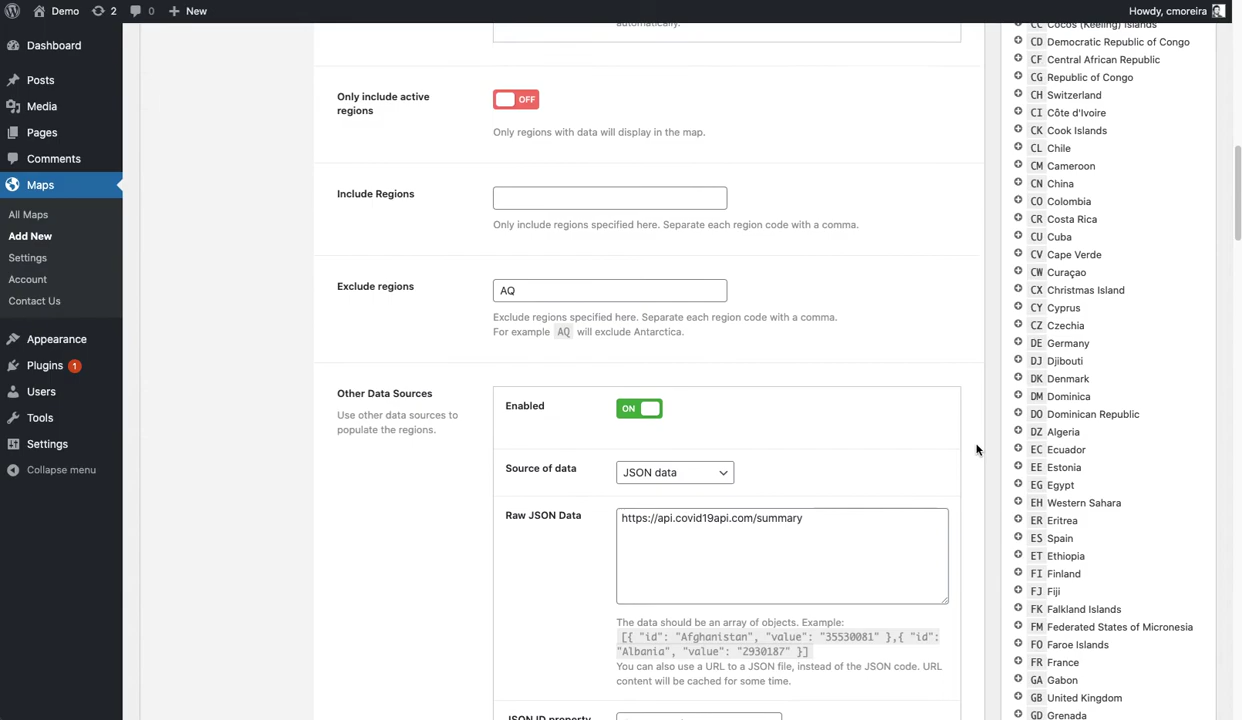 Demo
2
0
New
Howdy, cmoreira
Dashboard
Posts
Media
Pages
Comments
Maps
All Maps
Add New
Settings
Account
Contact Us
Appearance
Plugins 1
Users
Tools
Settings
Collapse menu
automatically.
Only include active
regions
OFF
Only regions with data will display in the map.
Include Regions
Only include regions specified here. Separate each region code with a comma.
Exclude regions
AQ
Exclude regions specified here. Separate each region code with a comma.
For example AQ will exclude Antarctica.
Other Data Sources
Use other data sources to
populate the regions.
Enabled
ON
Source of data
JSON data
Raw JSON Data
https://api.covid19api.com/summary
The data should be an array of objects. Example:
[{ "id": "Afghanistan", "value": "35530081" },{ "id":
"Albania", "value": "2930187" }]
You can also use a URL to a JSON file, instead of the JSON code. URL
content will be cached for some time.
JSON ID property
CC Cocos (Keeling) Islands
CD Democratic Republic of Congo
CF Central African Republic
CG Republic of Congo
CH Switzerland
CI Côte d'Ivoire
CK Cook Islands
CL Chile
CM Cameroon
CN China
CO Colombia
CR Costa Rica
CU Cuba
CV Cape Verde
CW Curaçao
CX Christmas Island
CY Cyprus
CZ Czechia
DE Germany
DJ Djibouti
DK Denmark
DM Dominica
DO Dominican Republic
DZ Algeria
EC Ecuador
EE Estonia
EG Egypt
EH Western Sahara
ER Eritrea
ES Spain
ET Ethiopia
FI Finland
FJ Fiji
FK Falkland Islands
FM Federated States of Micronesia
FO Faroe Islands
FR France
GA Gabon
GB United Kingdom
GD Grenada